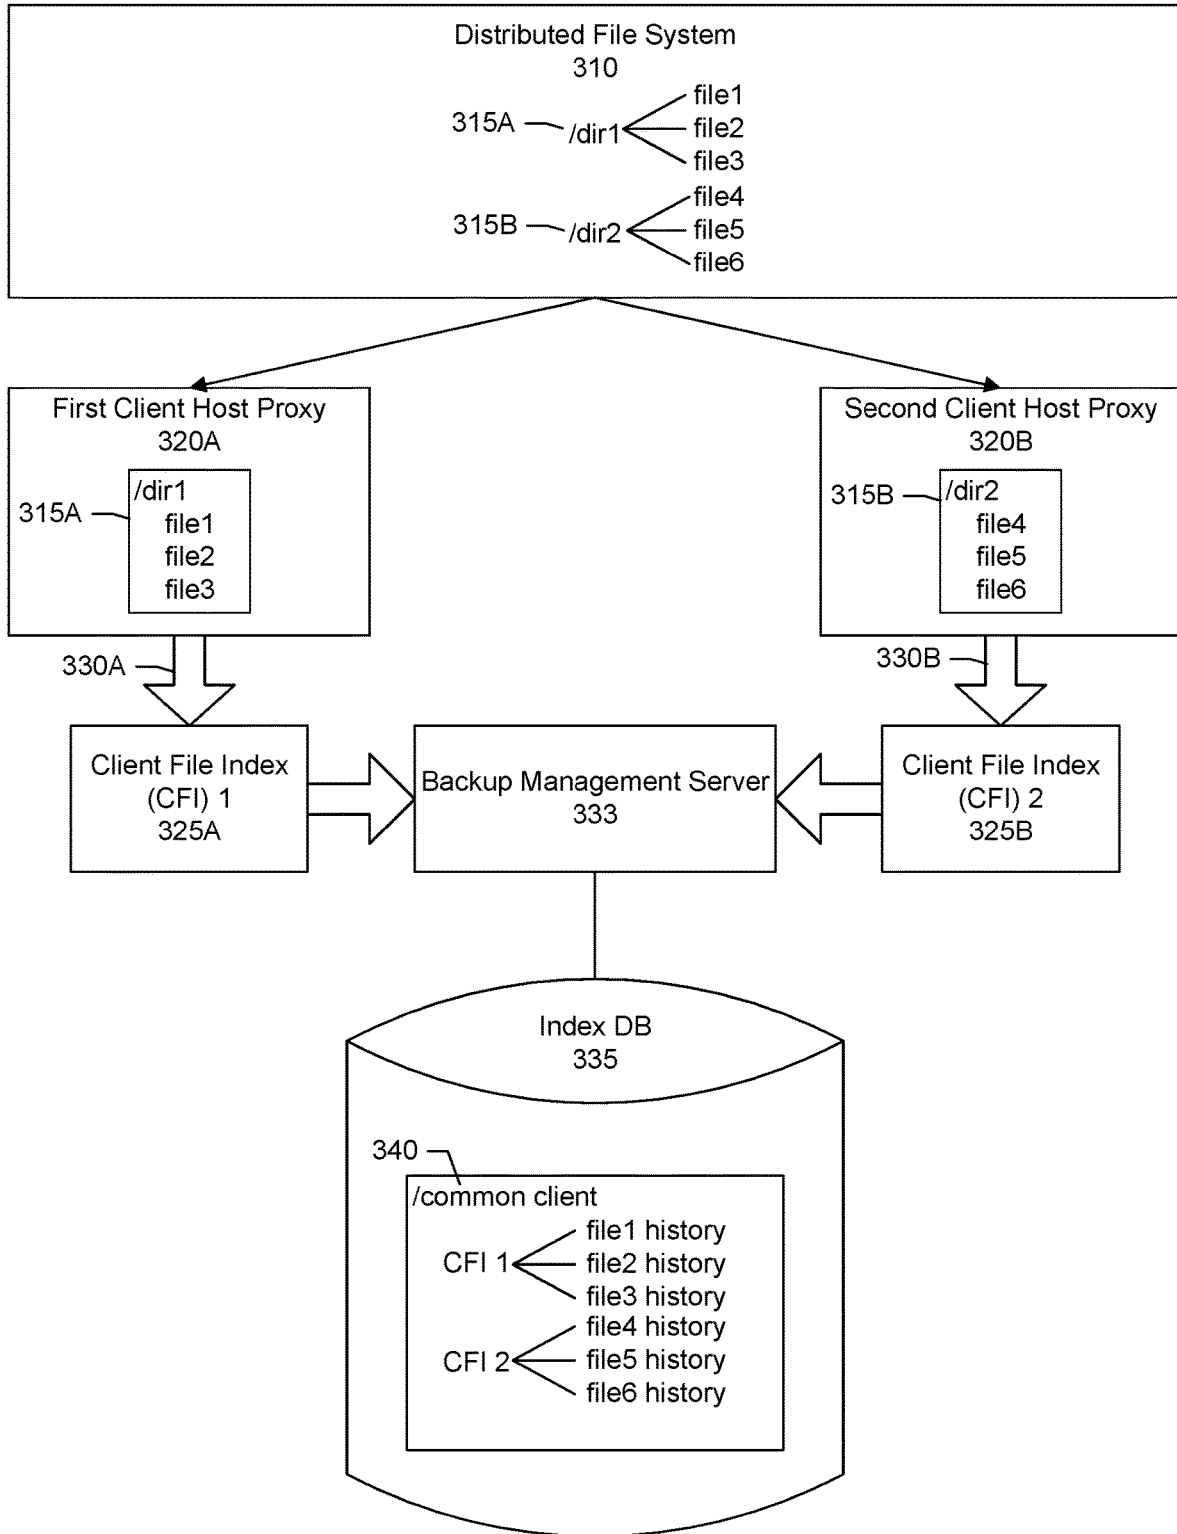 Distributed File System
310
315A
/dir1
file1
file2
file3
315B
/dir2
file4
file5
file6
First Client Host Proxy
320A
315A
/dir1
file1
file2
file3
Second Client Host Proxy
320B
315B
/dir2
file4
file5
file6
330A
330B
Client File Index
(CFI) 1
325A
Backup Management Server
333
Client File Index
(CFI) 2
325B
Index DB
335
340
/common client
CFI 1
file1 history
file2 history
file3 history
CFI 2
file4 history
file5 history
file6 history